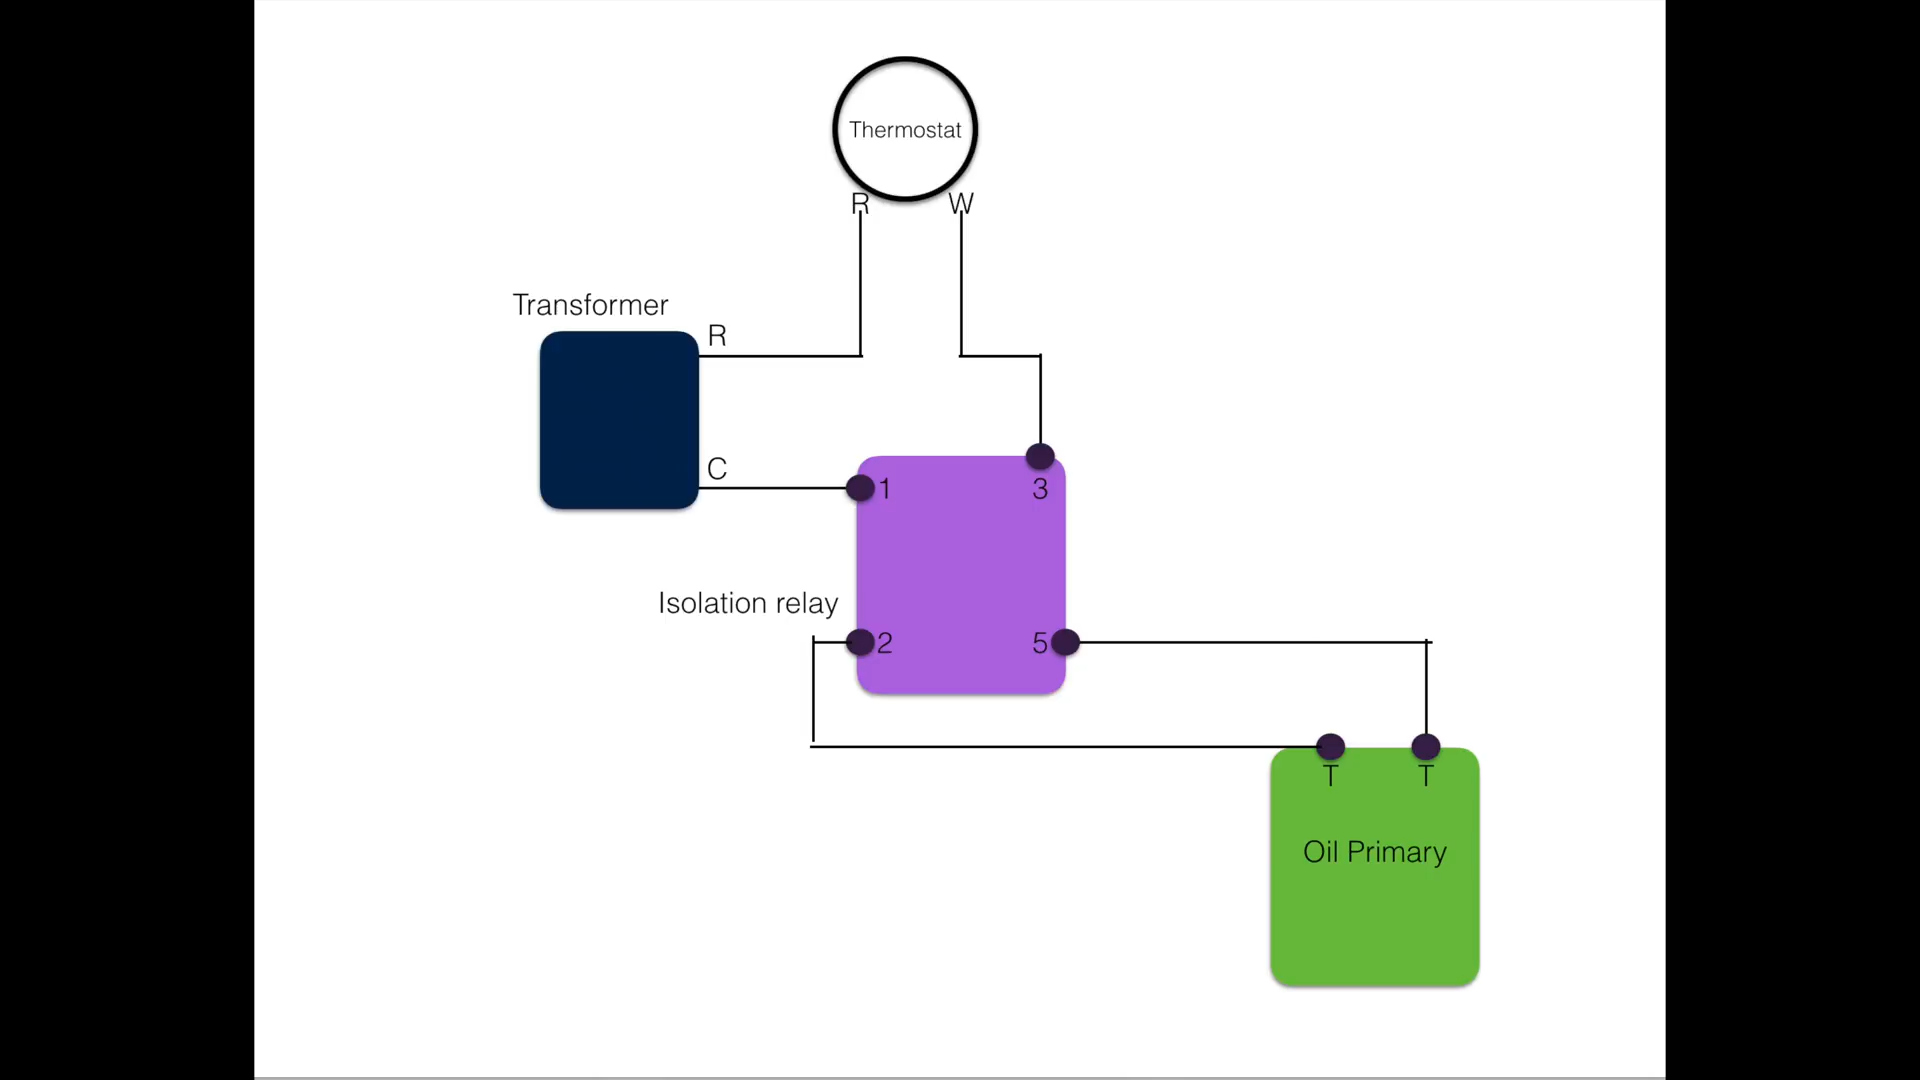 Thermostat
R
W
Transformer
R
C
1
3
Isolation relay
2
5
T
T
Oil Primary